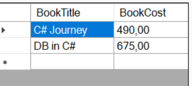 BookTitle BookCost
C# Journey 490,00
DB in C# 675,00